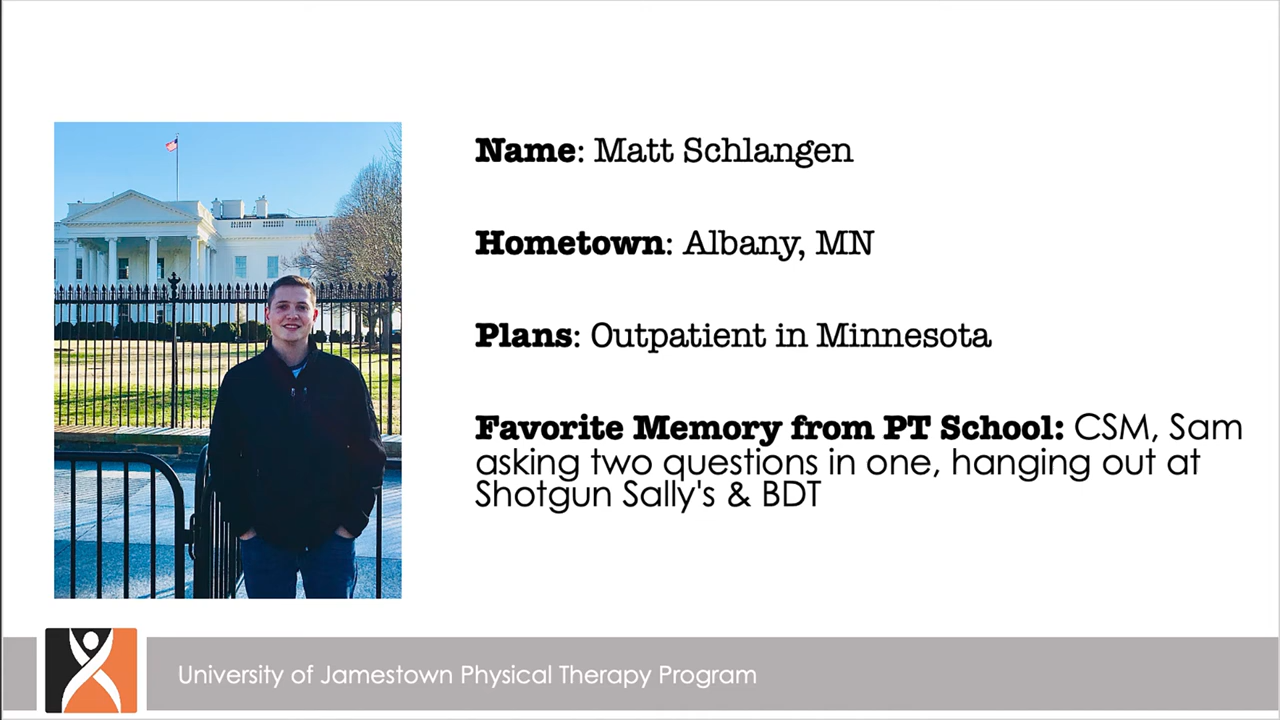 Name: Matt Schlangen
Hometown: Albany, MN
Plans: Outpatient in Minnesota
Favorite Memory from PT School: CSM, Sam
asking two questions in one, hanging out at
Shotgun Sally's & BDT
University of Jamestown Physical Therapy Program